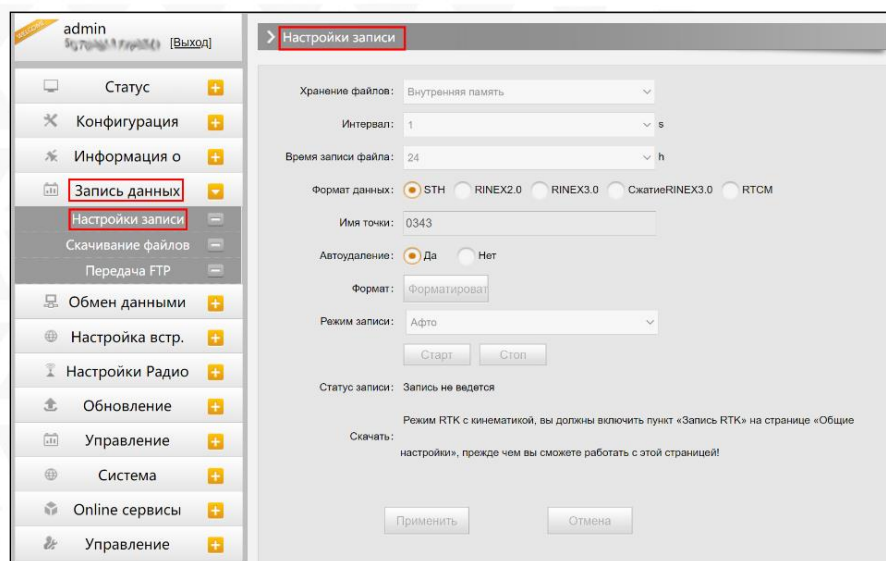 WELCOME
admin
[Выход]
Статус
Конфигурация
Информация о
Запись данных
Настройки записи
Скачивание файлов
Передача FTP
Обмен данными
Настройка встр.
Настройки Радио
Обновление
Управление
Система
Online сервисы
Управление
Настройки записи
Хранение файлов: Внутренняя память
Интервал: 1 s
Время записи файла: 24 h
Формат данных: STH RINEX2.0 RINEX3.0 СжатиеRINEX3.0 RTCM
Имя точки: 0343
Автоудаление: Да Нет
Формат: Форматироват
Режим записи: Афто
Старт Стоп
Статус записи: Запись не ведется
Режим RTK с кинематикой, вы должны включить пункт «Запись RTK» на странице «Общие
Скачать:
настройки», прежде чем вы сможете работать с этой страницей!
Применить Отмена